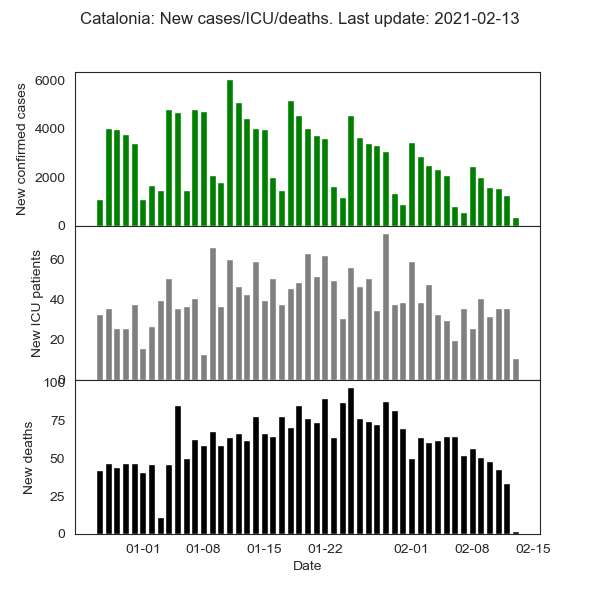 Catalonia: New cases/ICU/deaths. Last update: 2021-02-13
New confirmed cases
6000
4000
2000
0
New ICU patients
60
40
20
0
New deaths
100
75
50
25
0
01-01 01-08 01-15 01-22 02-01 02-08 02-15
Date